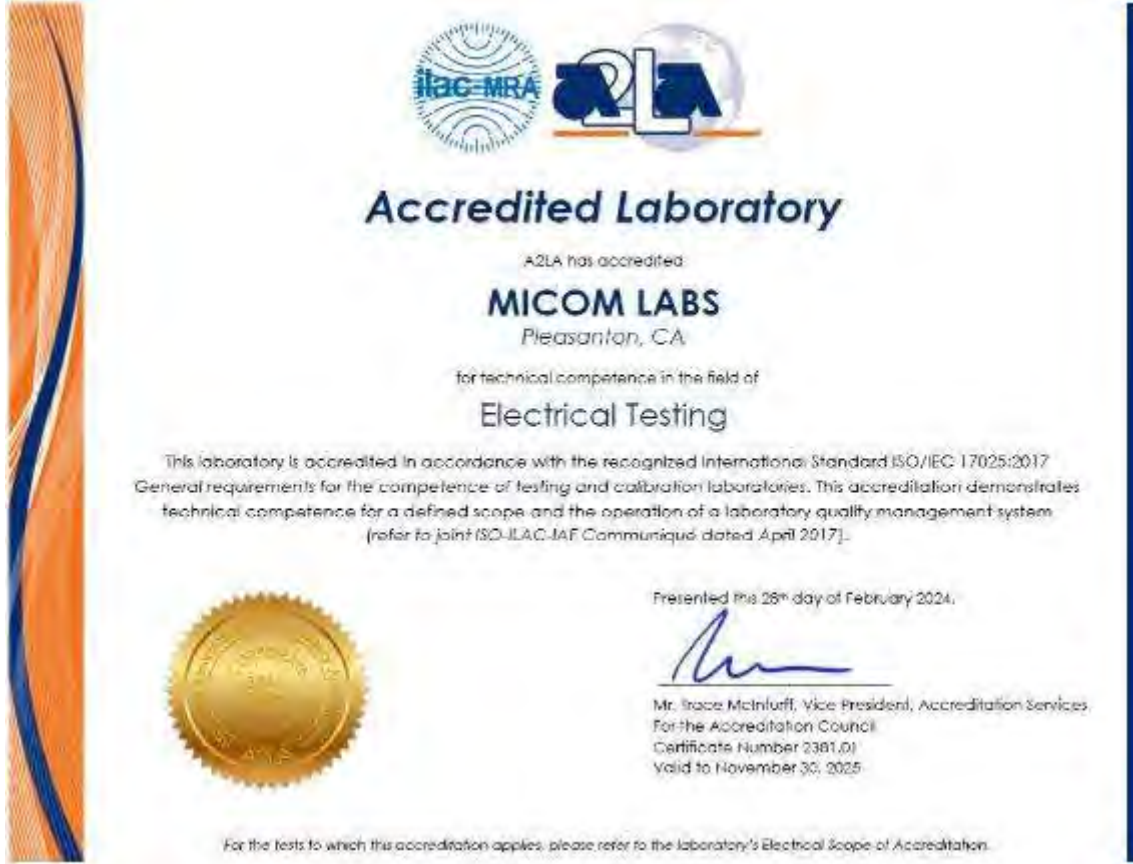 ilac-MRA
A2LA
Accredited Laboratory
A2LA has accredited
MICOM LABS
Pleasanton, CA
for technical competence in the field of
Electrical Testing
This laboratory is accredited in accordance with the recognized International Standard ISO/IEC 17025:2017
General requirements for the competence of testing and calibration laboratories. This accreditation demonstrates
technical competence for a defined scope and the operation of a laboratory quality management system
(refer to joint ISO-ILAC-IAF Communiqué dated April 2017).
Presented this 28th day of February 2024.
Mr. Trace McInturff, Vice President, Accreditation Services
For the Accreditation Council
Certificate Number 2381.01
Valid to November 30, 2025
For the tests to which this accreditation applies, please refer to the laboratory's Electrical Scope of Accreditation.